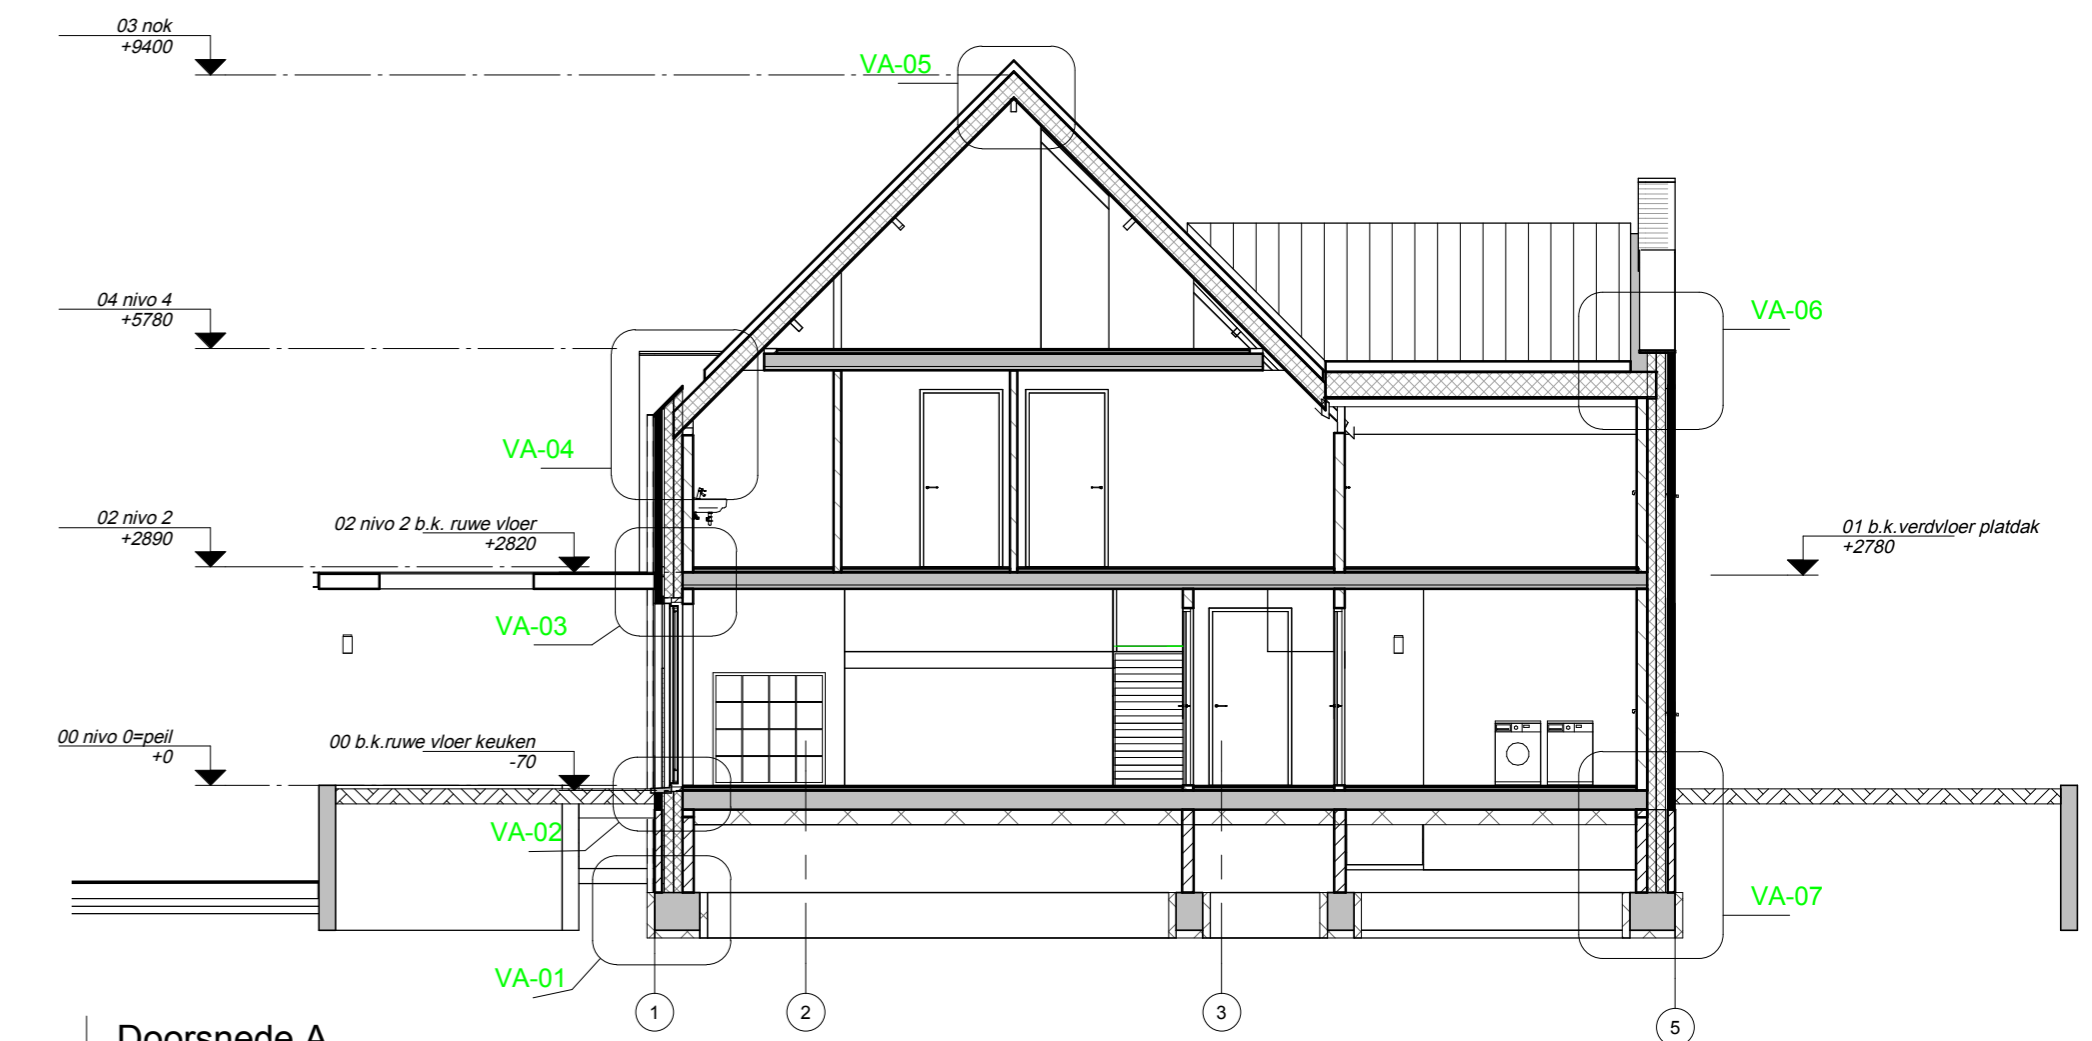 03 nok
+9400
VA-05
04 nivo 4
+5780
VA-06
VA-04
02 nivo 2
+2890
02 nivo 2 b.k. ruwe vloer
+2820
01 b.k.verdvloer platdak
+2780
VA-03
00 nivo 0=peil
+0
00 b.k.ruwe vloer keuken
-70
VA-02
VA-07
VA-01
1
2
3
5
Doorsnede A